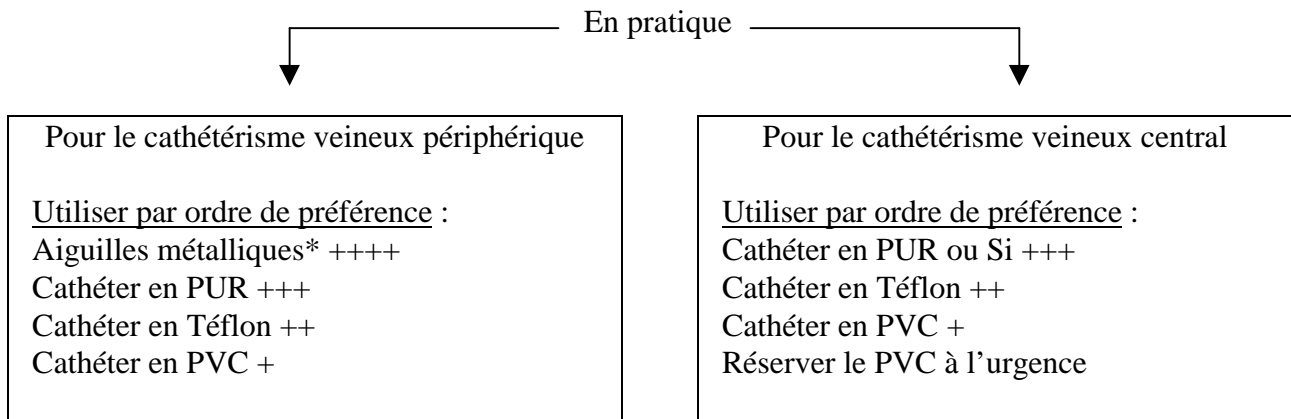 En pratique
Pour le cathétérisme veineux périphérique
Utiliser par ordre de préférence :
Aiguilles métalliques* ++++
Cathéter en PUR +++
Cathéter en Téflon ++
Cathéter en PVC +
Pour le cathétérisme veineux central
Utiliser par ordre de préférence :
Cathéter en PUR ou Si +++
Cathéter en Téflon ++
Cathéter en PVC +
Réserver le PVC à l’urgence